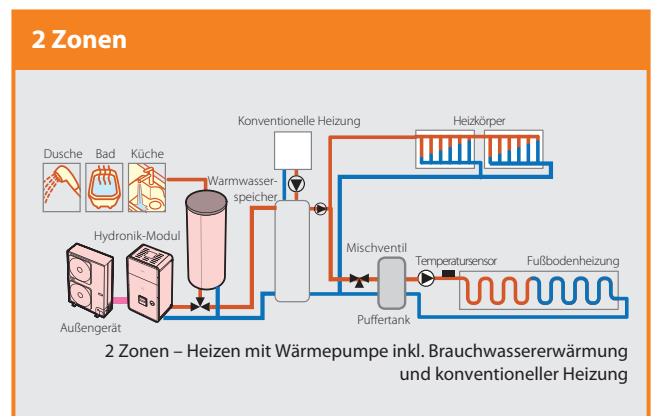 2 Zonen
Konventionelle Heizung
Heizkörper
Dusche Bad Küche
Warmwasser-
speicher
Hydronik-Modul
Mischventil
Temperatursensor
Fußbodenheizung
Außengerät
Puffertank
2 Zonen – Heizen mit Wärmepumpe inkl. Brauchwassererwärmung
und konventioneller Heizung